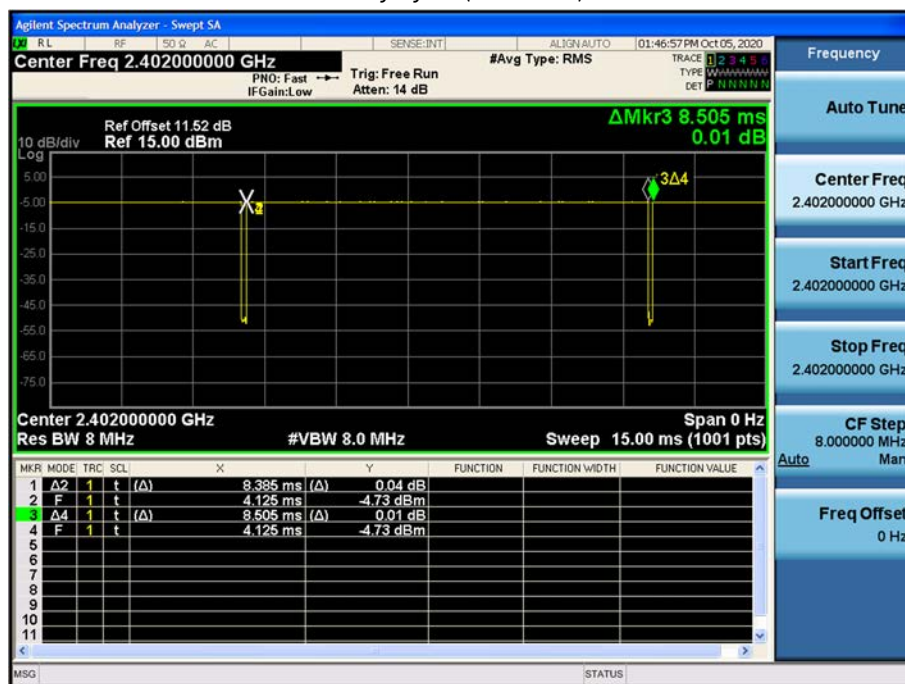 Agilent Spectrum Analyzer - Swept SA
RL RF 50 Ω AC SENSE:INT ALIGN AUTO 01:46:57 PM Oct 05, 2020
Center Freq 2.402000000 GHz #Avg Type: RMS TRACE 1 2 3 4 5 6
PNO: Fast Trig: Free Run TYPE W
IFGain:Low Atten: 14 dB DET P N N N N N
Frequency
Auto Tune
Center Freq
2.402000000 GHz
Start Freq
2.402000000 GHz
Stop Freq
2.402000000 GHz
CF Step
8.000000 MHz
Auto Man
Freq Offset
0 Hz
ΔMkr3 8.505 ms
0.01 dB
Ref Offset 11.52 dB
10 dB/div Ref 15.00 dBm
Log
5.00
-5.00
-15.0
-25.0
-35.0
-45.0
-55.0
-65.0
-75.0
3Δ4
Center 2.402000000 GHz Span 0 Hz
Res BW 8 MHz #VBW 8.0 MHz Sweep 15.00 ms (1001 pts)
MKR MODE TRC SCL X Y FUNCTION FUNCTION WIDTH FUNCTION VALUE
1 Δ2 1 t (Δ) 8.385 ms (Δ) 0.04 dB
2 F 1 t 4.125 ms -4.73 dBm
3 Δ4 1 t (Δ) 8.505 ms (Δ) 0.01 dB
4 F 1 t 4.125 ms -4.73 dBm
5
6
7
8
9
10
11
MSG STATUS